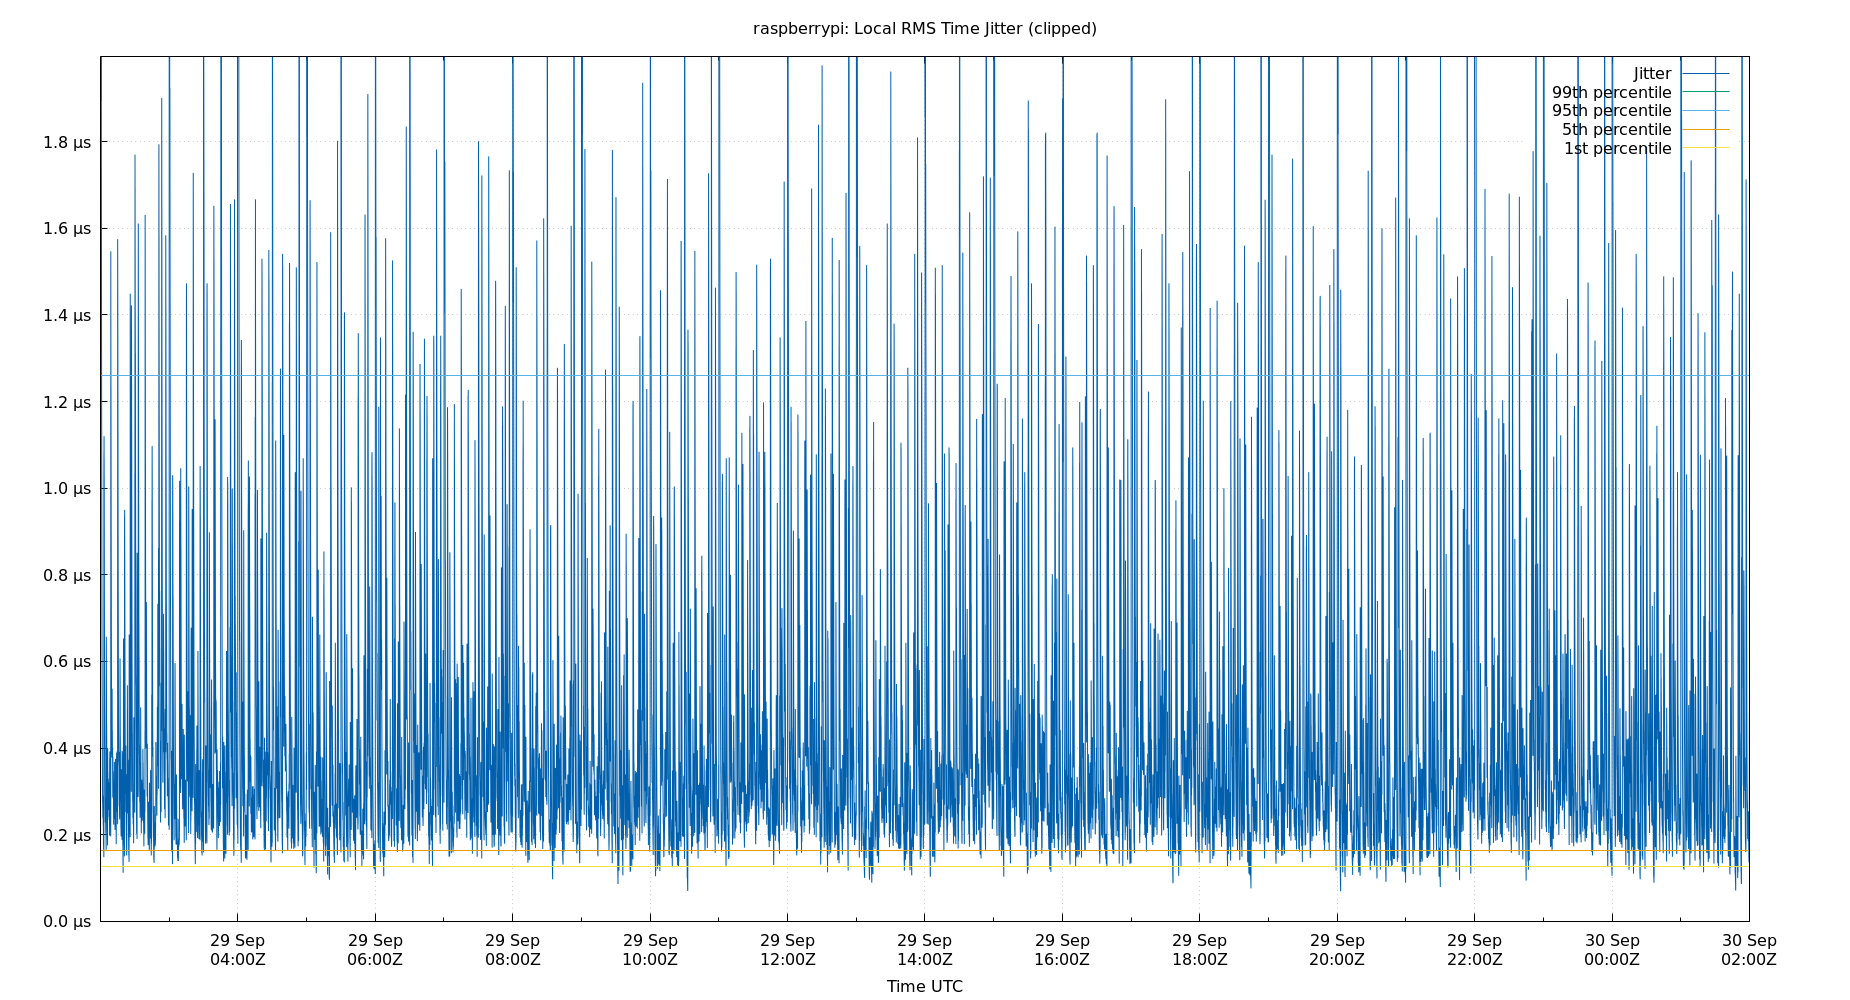 raspberrypi: Local RMS Time Jitter (clipped)
Jitter
99th percentile
95th percentile
5th percentile
1st percentile
1.8 µs
1.6 µs
1.4 µs
1.2 µs
1.0 µs
0.8 µs
0.6 µs
0.4 µs
0.2 µs
0.0 µs
29 Sep 29 Sep 29 Sep 29 Sep 29 Sep 29 Sep 29 Sep 29 Sep 29 Sep 29 Sep 30 Sep 30 Sep
04:00Z 06:00Z 08:00Z 10:00Z 12:00Z 14:00Z 16:00Z 18:00Z 20:00Z 22:00Z 00:00Z 02:00Z
Time UTC